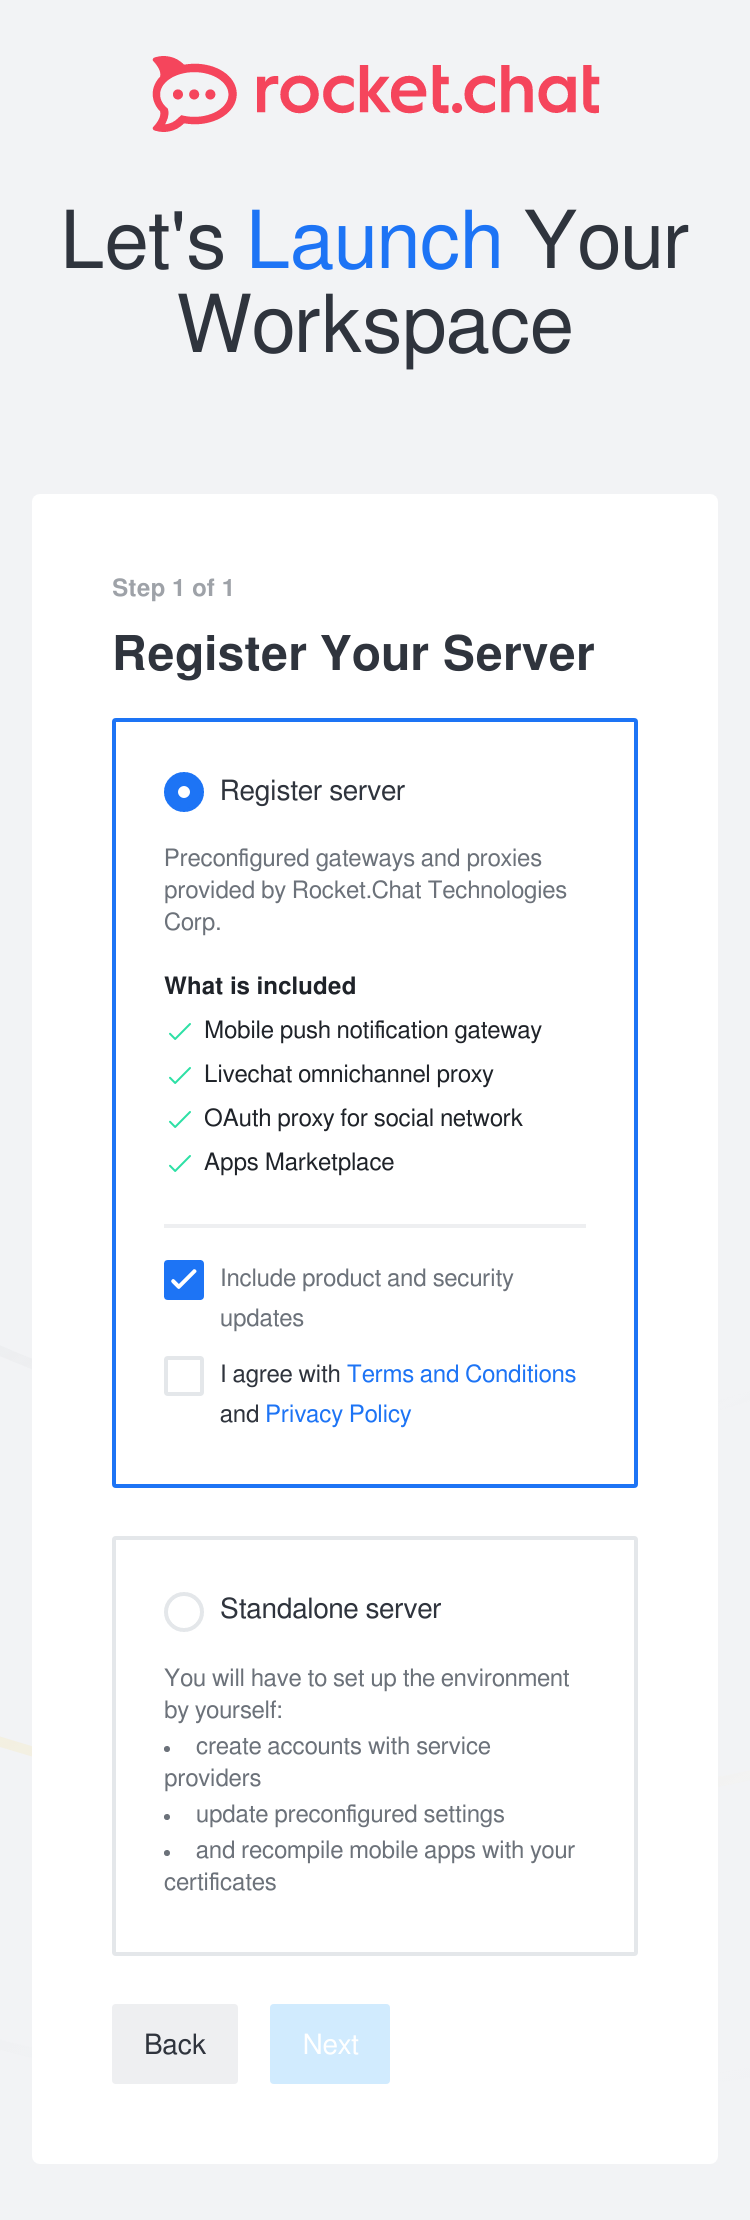 rocket.chat
Let's Launch Your
Workspace
Step 1 of 1
Register Your Server
Register server
Preconfigured gateways and proxies
provided by Rocket.Chat Technologies
Corp.
What is included
Mobile push notification gateway
Livechat omnichannel proxy
OAuth proxy for social network
Apps Marketplace
Include product and security
updates
I agree with Terms and Conditions
and Privacy Policy
Standalone server
You will have to set up the environment
by yourself:
• create accounts with service
providers
• update preconfigured settings
• and recompile mobile apps with your
certificates
Back Next